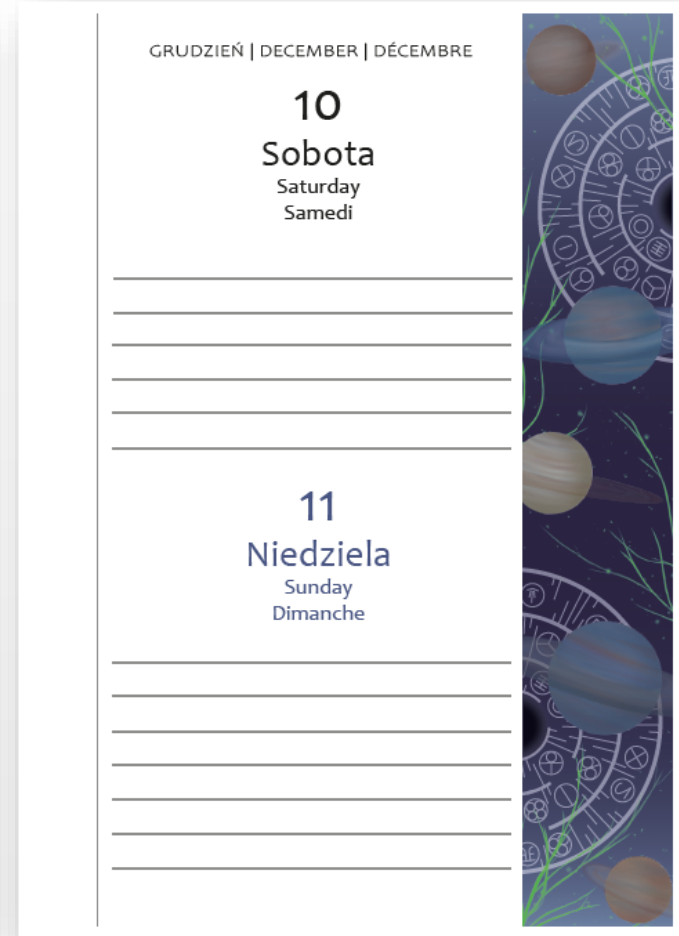 GRUDZIEŃ | DECEMBER | DÉCEMBRE
10
Sobota
Saturday
Samedi
11
Niedziela
Sunday
Dimanche